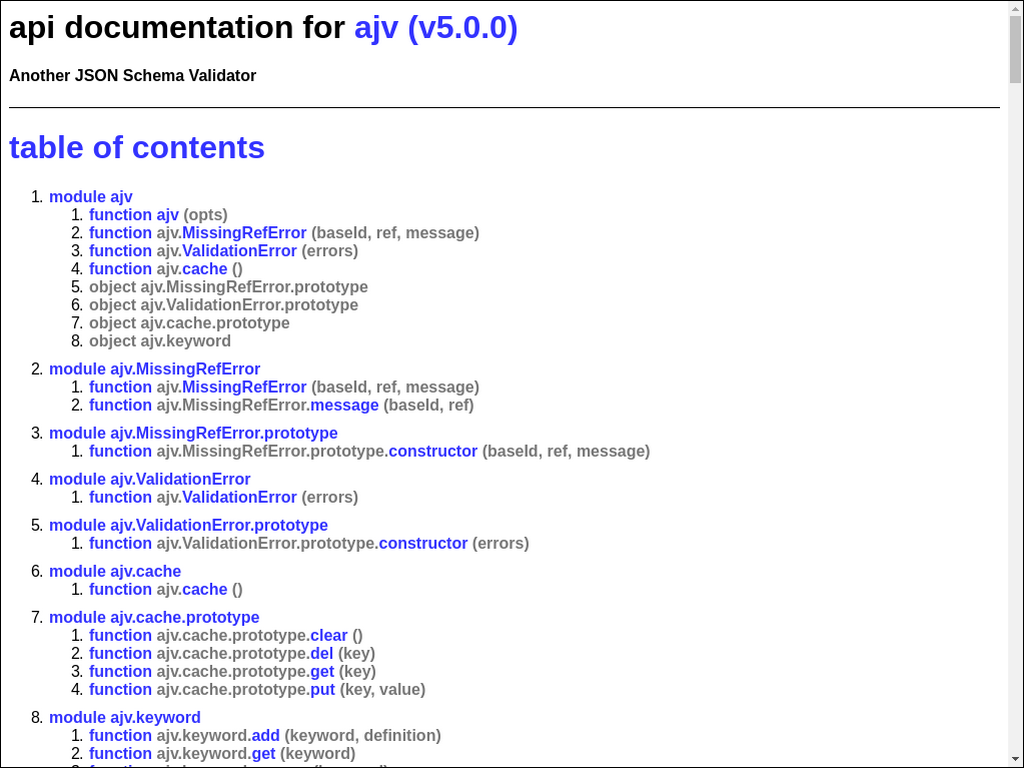 api documentation for ajv (v5.0.0)
Another JSON Schema Validator
table of contents
1. module ajv
1. function ajv (opts)
2. function ajv.MissingRefError (baseId, ref, message)
3. function ajv.ValidationError (errors)
4. function ajv.cache ()
5. object ajv.MissingRefError.prototype
6. object ajv.ValidationError.prototype
7. object ajv.cache.prototype
8. object ajv.keyword
2. module ajv.MissingRefError
1. function ajv.MissingRefError (baseId, ref, message)
2. function ajv.MissingRefError.message (baseId, ref)
3. module ajv.MissingRefError.prototype
1. function ajv.MissingRefError.prototype.constructor (baseId, ref, message)
4. module ajv.ValidationError
1. function ajv.ValidationError (errors)
5. module ajv.ValidationError.prototype
1. function ajv.ValidationError.prototype.constructor (errors)
6. module ajv.cache
1. function ajv.cache ()
7. module ajv.cache.prototype
1. function ajv.cache.prototype.clear ()
2. function ajv.cache.prototype.del (key)
3. function ajv.cache.prototype.get (key)
4. function ajv.cache.prototype.put (key, value)
8. module ajv.keyword
1. function ajv.keyword.add (keyword, definition)
2. function ajv.keyword.get (keyword)